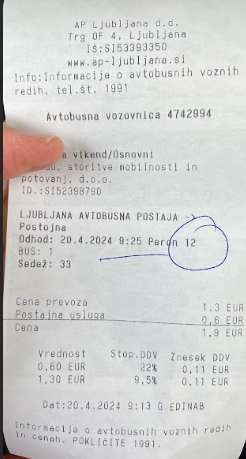 AP Ljubljana d.d.
Trg OF 4, Ljubljana
IŠ:SI53393350
www.ap-ljubljana.si
Info:Informacije o avtobusnih voznih
redih, tel.št. 1991
Avtobusna vozovnica 4742994
vikend/Osnovni
storitve mobilnosti in
potovanj, d.o.o.
ID.:SI52398790
LJUBLJANA AVTOBUSNA POSTAJA ->
Postojna
Odhod: 20.4.2024 9:25 Peron 12
BUS: 1
Sedež: 33
Cena prevoza 1,3 EUR
Postajna usluga 0,6 EUR
Cena 1,9 EUR
Vrednost Stop.DDV Znesek DDV
0,60 EUR 22% 0,11 EUR
1,30 EUR 9,5% 0,11 EUR
Dat:20.4.2024 9:13 G EDINAB
Informacije o avtobusnih voznih redih
in cenah, POKLIČITE 1991.